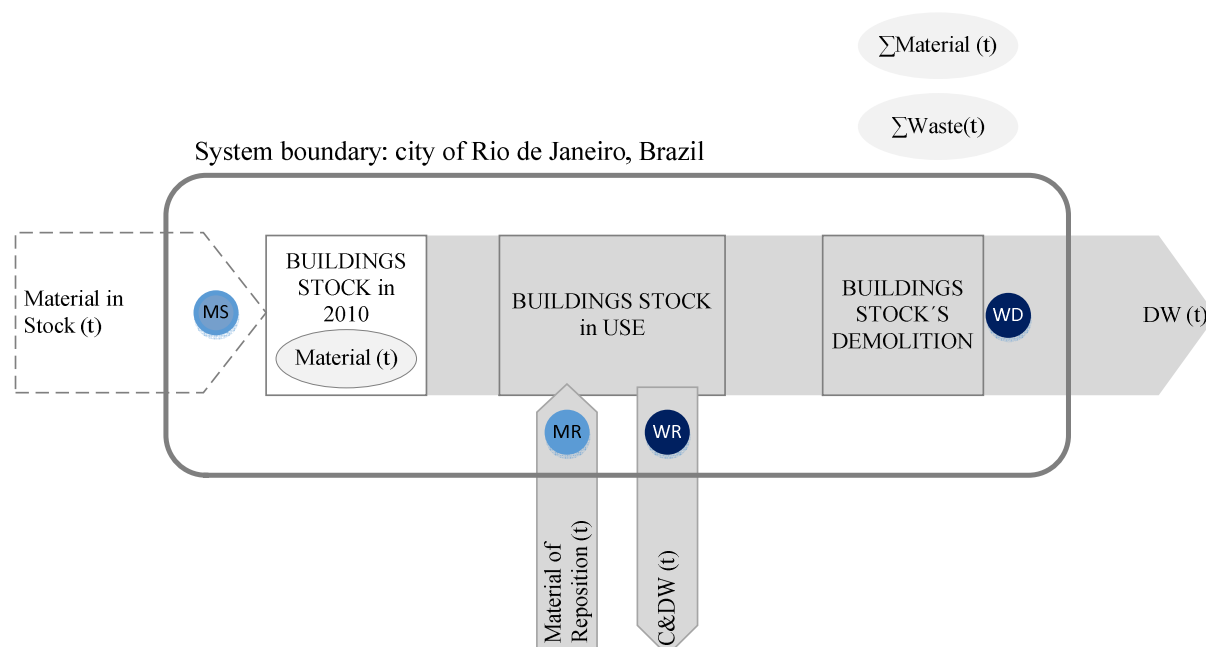 ∑Material (t)
∑Waste(t)
System boundary: city of Rio de Janeiro, Brazil
Material in
Stock (t)
MS
BUILDINGS
STOCK in
2010
Material (t)
BUILDINGS STOCK
in USE
BUILDINGS
STOCK´S
DEMOLITION
WD
DW (t)
MR
WR
Material of
Reposition (t)
C&DW (t)